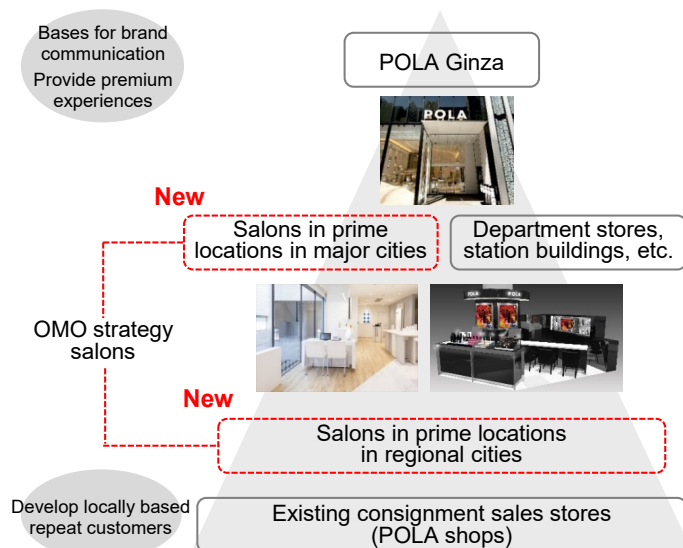 Bases for brand
communication
Provide premium
experiences
POLA Ginza
POLA
New
Salons in prime
locations in major cities
Department stores,
station buildings, etc.
POLA
POLA
OMO strategy
salons
New
Salons in prime locations
in regional cities
Develop locally based
repeat customers
Existing consignment sales stores
(POLA shops)